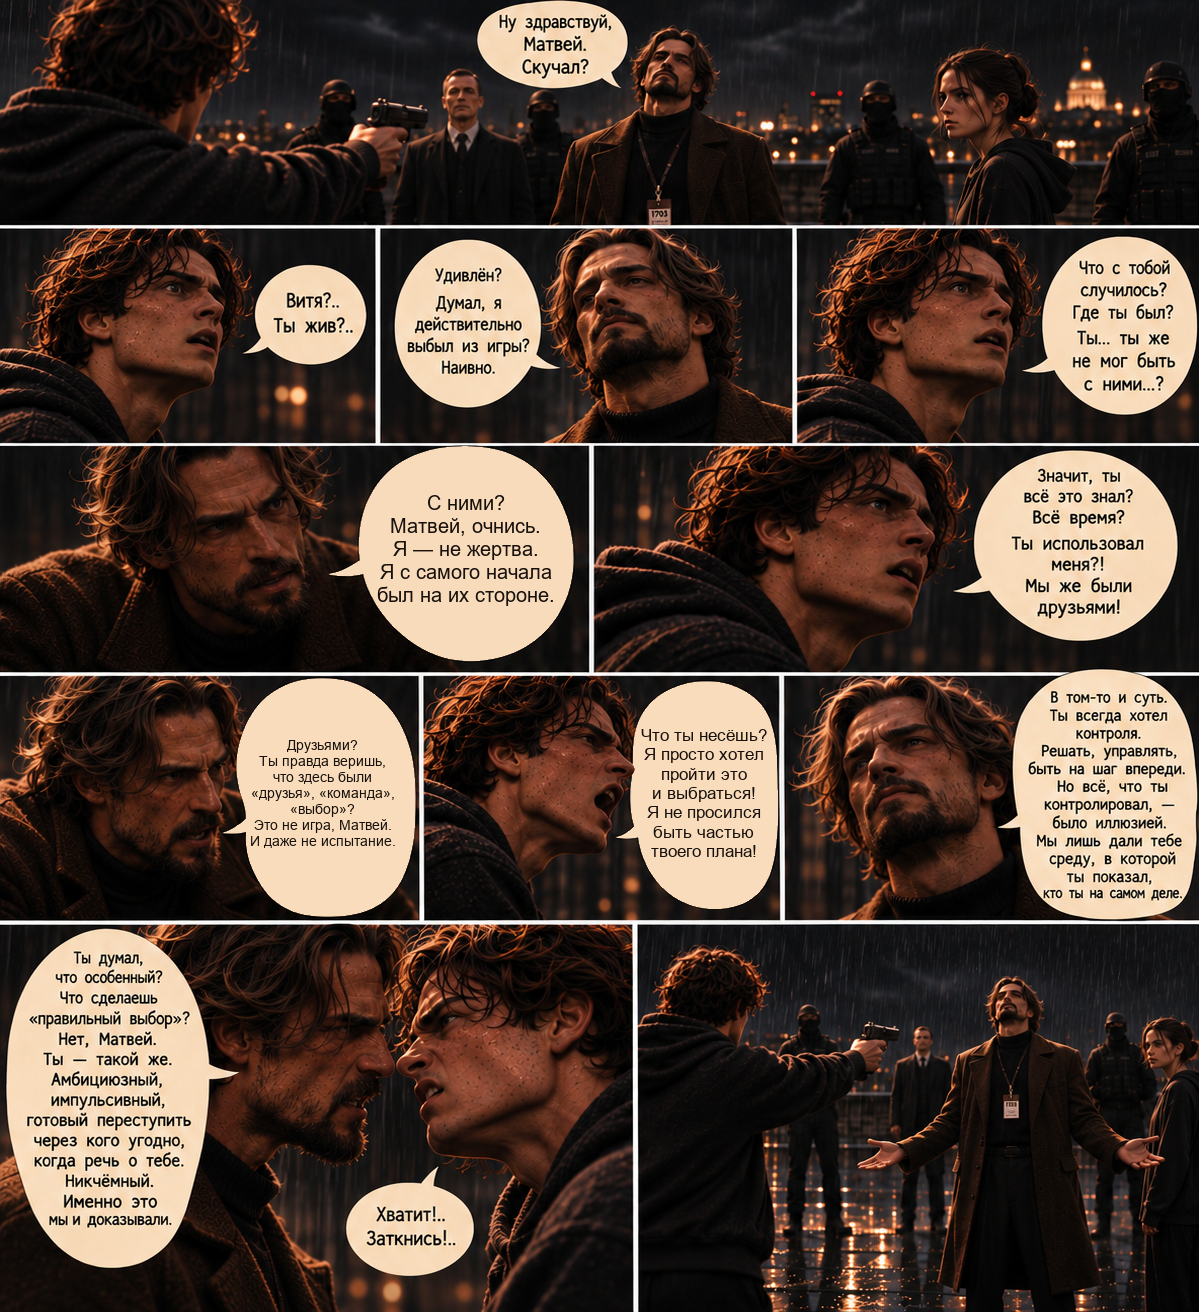 Ну здравствуй,
Матвей.
Скучал?
1703
Витя?..
Ты жив?..
Удивлён?
Думал, я
действительно
выбыл из игры?
Наивно.
Что с тобой
случилось?
Где ты был?
Ты... ты же
не мог быть
с ними...?
С ними?
Матвей, очнись.
Я — не жертва.
Я с самого начала
был на их стороне.
Значит, ты
всё это знал?
Всё время?
Ты использовал
меня?!
Мы же были
друзьями!
Друзьями?
Ты правда веришь,
что здесь были
«друзья», «команда»,
«выбор»?
Это не игра, Матвей.
И даже не испытание.
Что ты несёшь?
Я просто хотел
пройти это
и выбраться!
Я не просился
быть частью
твоего плана!
В том-то и суть.
Ты всегда хотел
контроля.
Решать, управлять,
быть на шаг впереди.
Но всё, что ты
контролировал, —
было иллюзией.
Мы лишь дали тебе
среду, в которой
ты показал,
кто ты на самом деле.
Ты думал,
что особенный?
Что сделаешь
«правильный выбор»?
Нет, Матвей.
Ты — такой же.
Амбициюзный,
импульсивный,
готовый переступить
через кого угодно,
когда речь о тебе.
Никчёмный.
Именно это
мы и доказывали.
Хватит!..
Заткнись!..